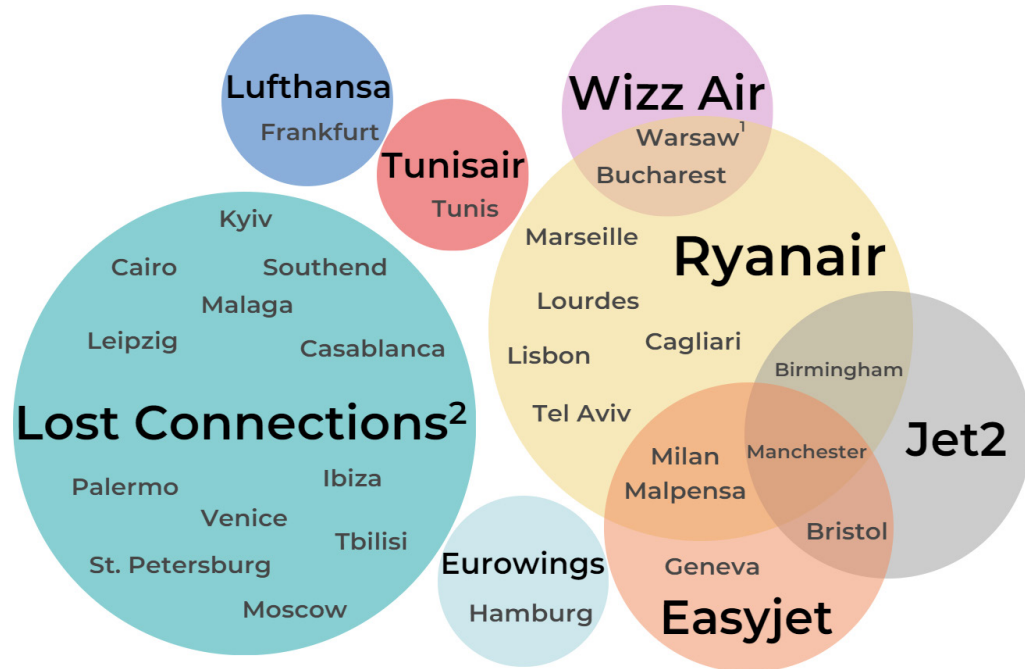 Lufthansa
Frankfurt
Tunisair
Tunis
Wizz Air
Warsaw¹
Bucharest
Ryanair
Marseille
Lourdes
Cagliari
Lisbon
Tel Aviv
Birmingham
Milan
Malpensa
Manchester
Jet2
Bristol
Geneva
Easyjet
Kyiv
Cairo
Southend
Malaga
Leipzig
Casablanca
Lost Connections²
Ibiza
Palermo
Venice
Tbilisi
St. Petersburg
Moscow
Eurowings
Hamburg